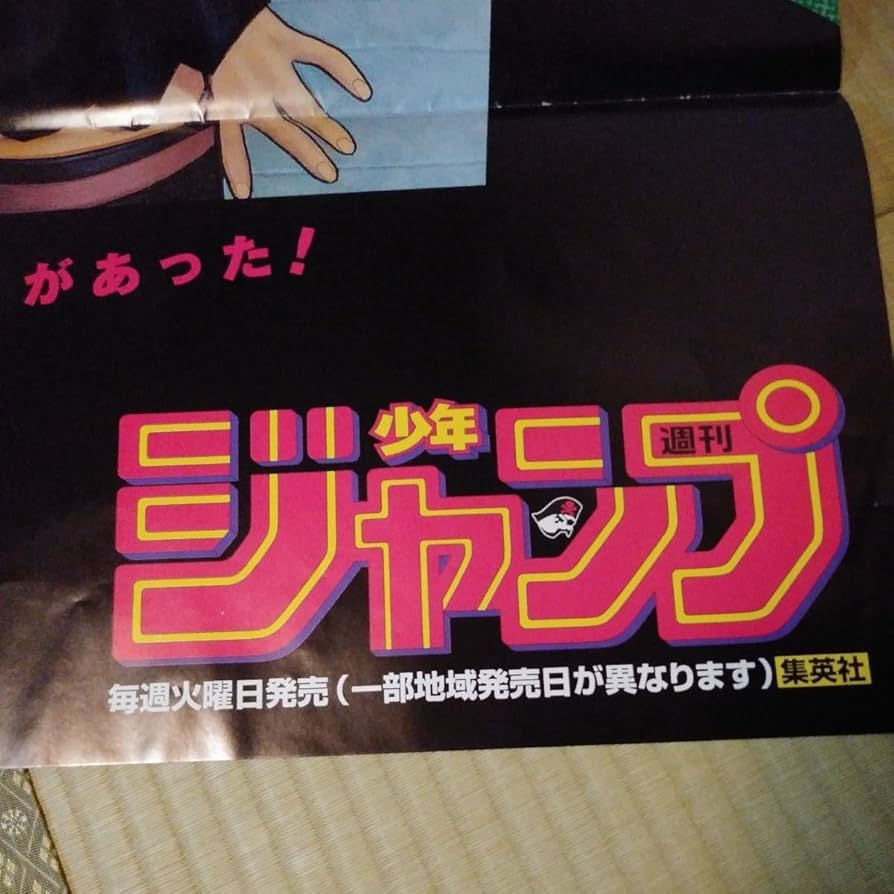 があった!
週刊
少年
ジャンプ
毎週火曜日発売(一部地域発売日が異なります)集英社